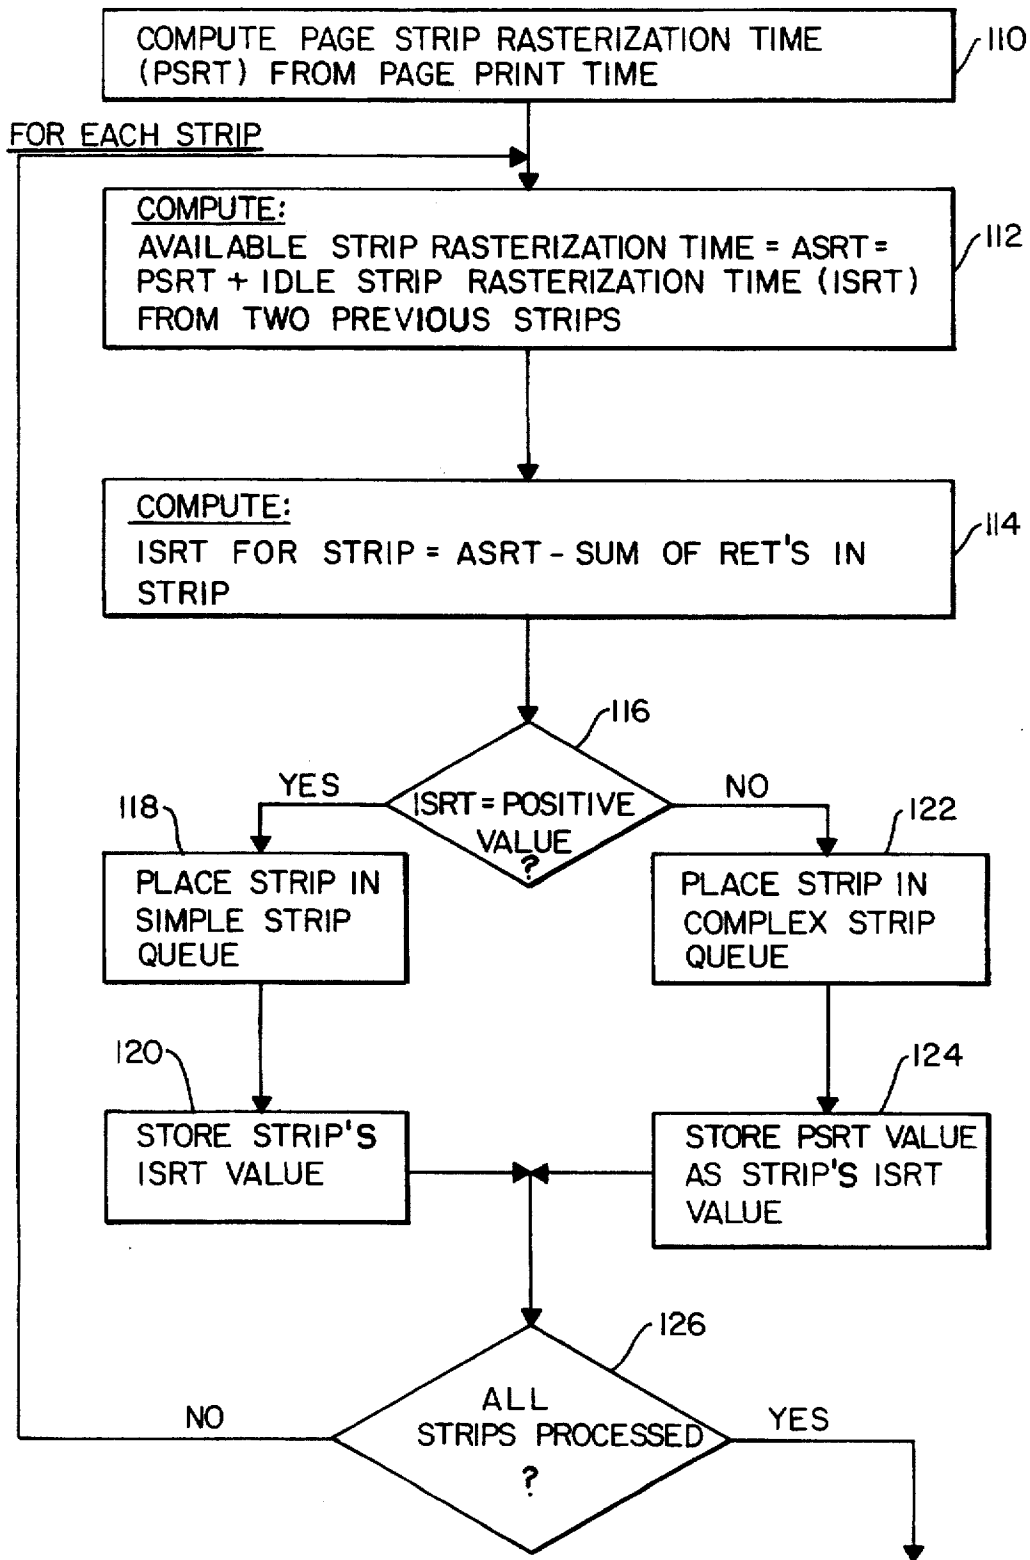 COMPUTE PAGE STRIP RASTERIZATION TIME
(PSRT) FROM PAGE PRINT TIME
110
FOR EACH STRIP
COMPUTE:
AVAILABLE STRIP RASTERIZATION TIME = ASRT =
PSRT + IDLE STRIP RASTERIZATION TIME (ISRT)
FROM TWO PREVIOUS STRIPS
112
COMPUTE:
ISRT FOR STRIP = ASRT - SUM OF RET'S IN
STRIP
114
116
ISRT = POSITIVE
VALUE
?
YES
NO
118
PLACE STRIP IN
SIMPLE STRIP
QUEUE
122
PLACE STRIP IN
COMPLEX STRIP
QUEUE
120
STORE STRIP'S
ISRT VALUE
124
STORE PSRT VALUE
AS STRIP'S ISRT
VALUE
126
ALL
STRIPS PROCESSED
?
NO
YES